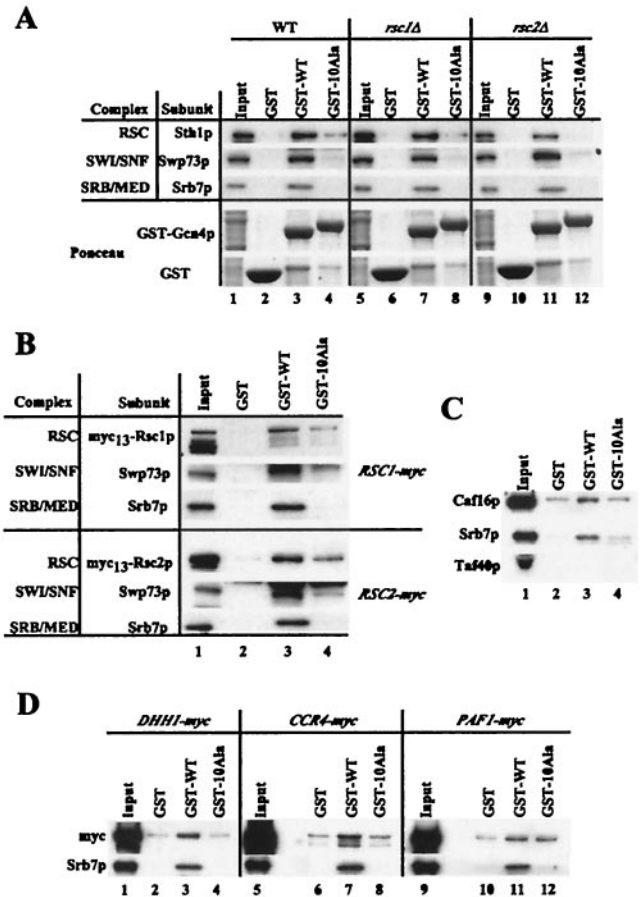 A
WT rsc1Δ rsc2Δ
Input GST GST-WT GST-10Ala Input GST GST-WT GST-10Ala Input GST GST-WT GST-10Ala
Complex Subunit
RSC Sth1p
SWI/SNF Swp73p
SRB/MED Srb7p
GST-Gcn4p
Ponceau
GST
1 2 3 4 5 6 7 8 9 10 11 12
B
Input GST GST-WT GST-10Ala
Complex Subunit
RSC myc13-Rsc1p
SWI/SNF Swp73p RSC1-myc
SRB/MED Srb7p
RSC myc13-Rsc2p
SWI/SNF Swp73p RSC2-myc
SRB/MED Srb7p
1 2 3 4
C
Input GST GST-WT GST-10Ala
Caf16p
Srb7p
Taf40p
1 2 3 4
D
DHH1-myc CCR4-myc PAF1-myc
Input GST GST-WT GST-10Ala Input GST GST-WT GST-10Ala Input GST GST-WT GST-10Ala
myc
Srb7p
1 2 3 4 5 6 7 8 9 10 11 12